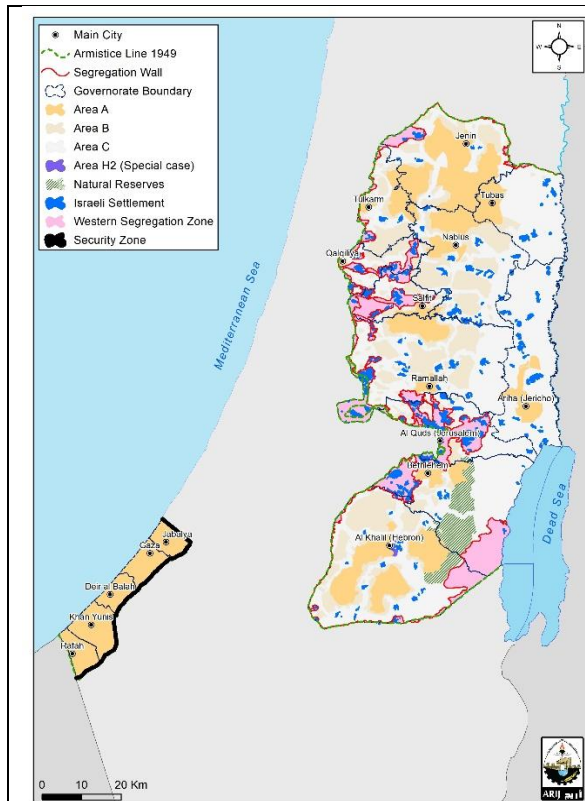 Main City
Armistice Line 1949
Segregation Wall
Governorate Boundary
Area A
Area B
Area C
Area H2 (Special case)
Natural Reserves
Israeli Settlement
Western Segregation Zone
Security Zone
N
W
E
S
Mediterranean Sea
Jenin
Tulkarm
Tubas
Nablus
Qalqiliya
Salfit
Ramallah
Ariha (Jericho)
Al Quds (Jerusalem)
Bethlehem
Al Khalil (Hebron)
Dead Sea
Jabalya
Gaza
Deir al Balah
Khan Yunis
Rafah
0 10 20 Km
ARIJ أريج